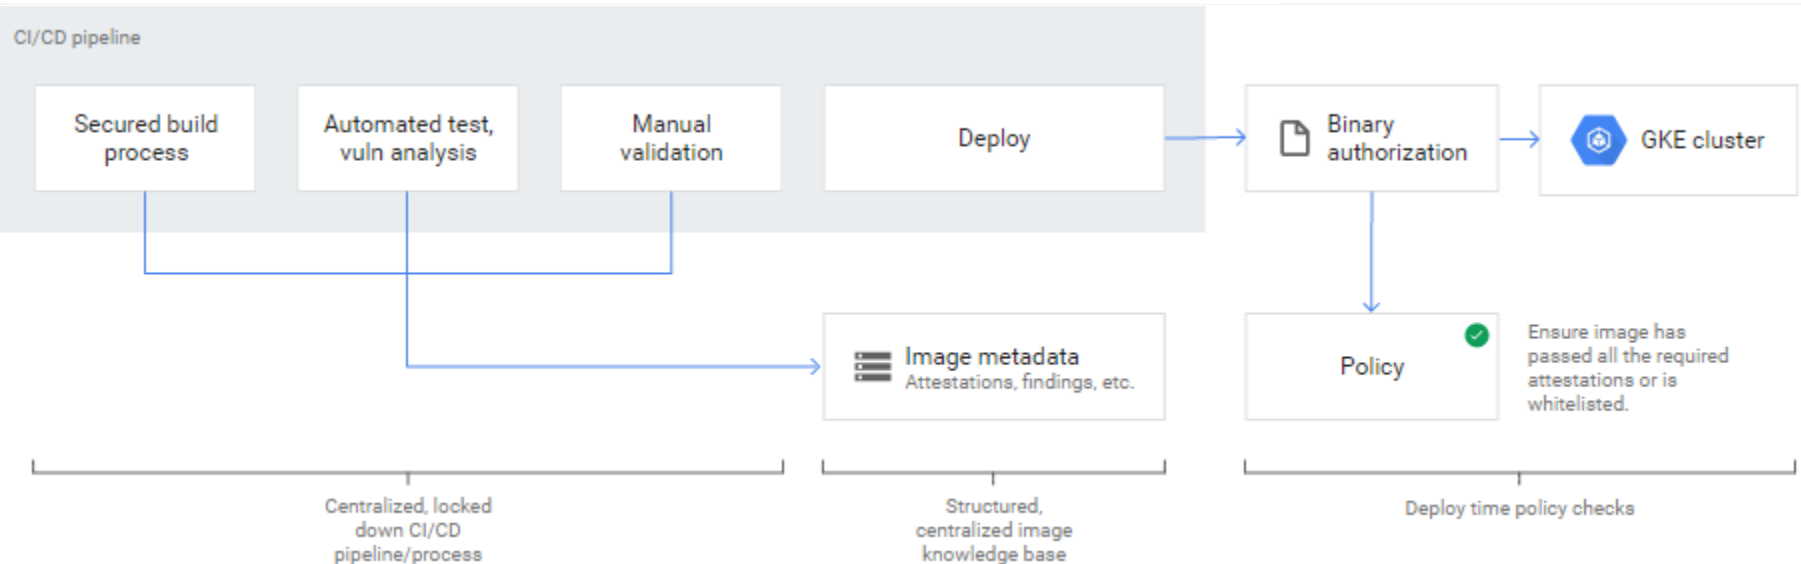 CI/CD pipeline
Secured build
process
Automated test,
vuln analysis
Manual
validation
Deploy
Binary
authorization
GKE cluster
Image metadata
Attestations, findings, etc.
Policy
Ensure image has
passed all the required
attestations or is
whitelisted.
Centralized, locked
down CI/CD
pipeline/process
Structured,
centralized image
knowledge base
Deploy time policy checks